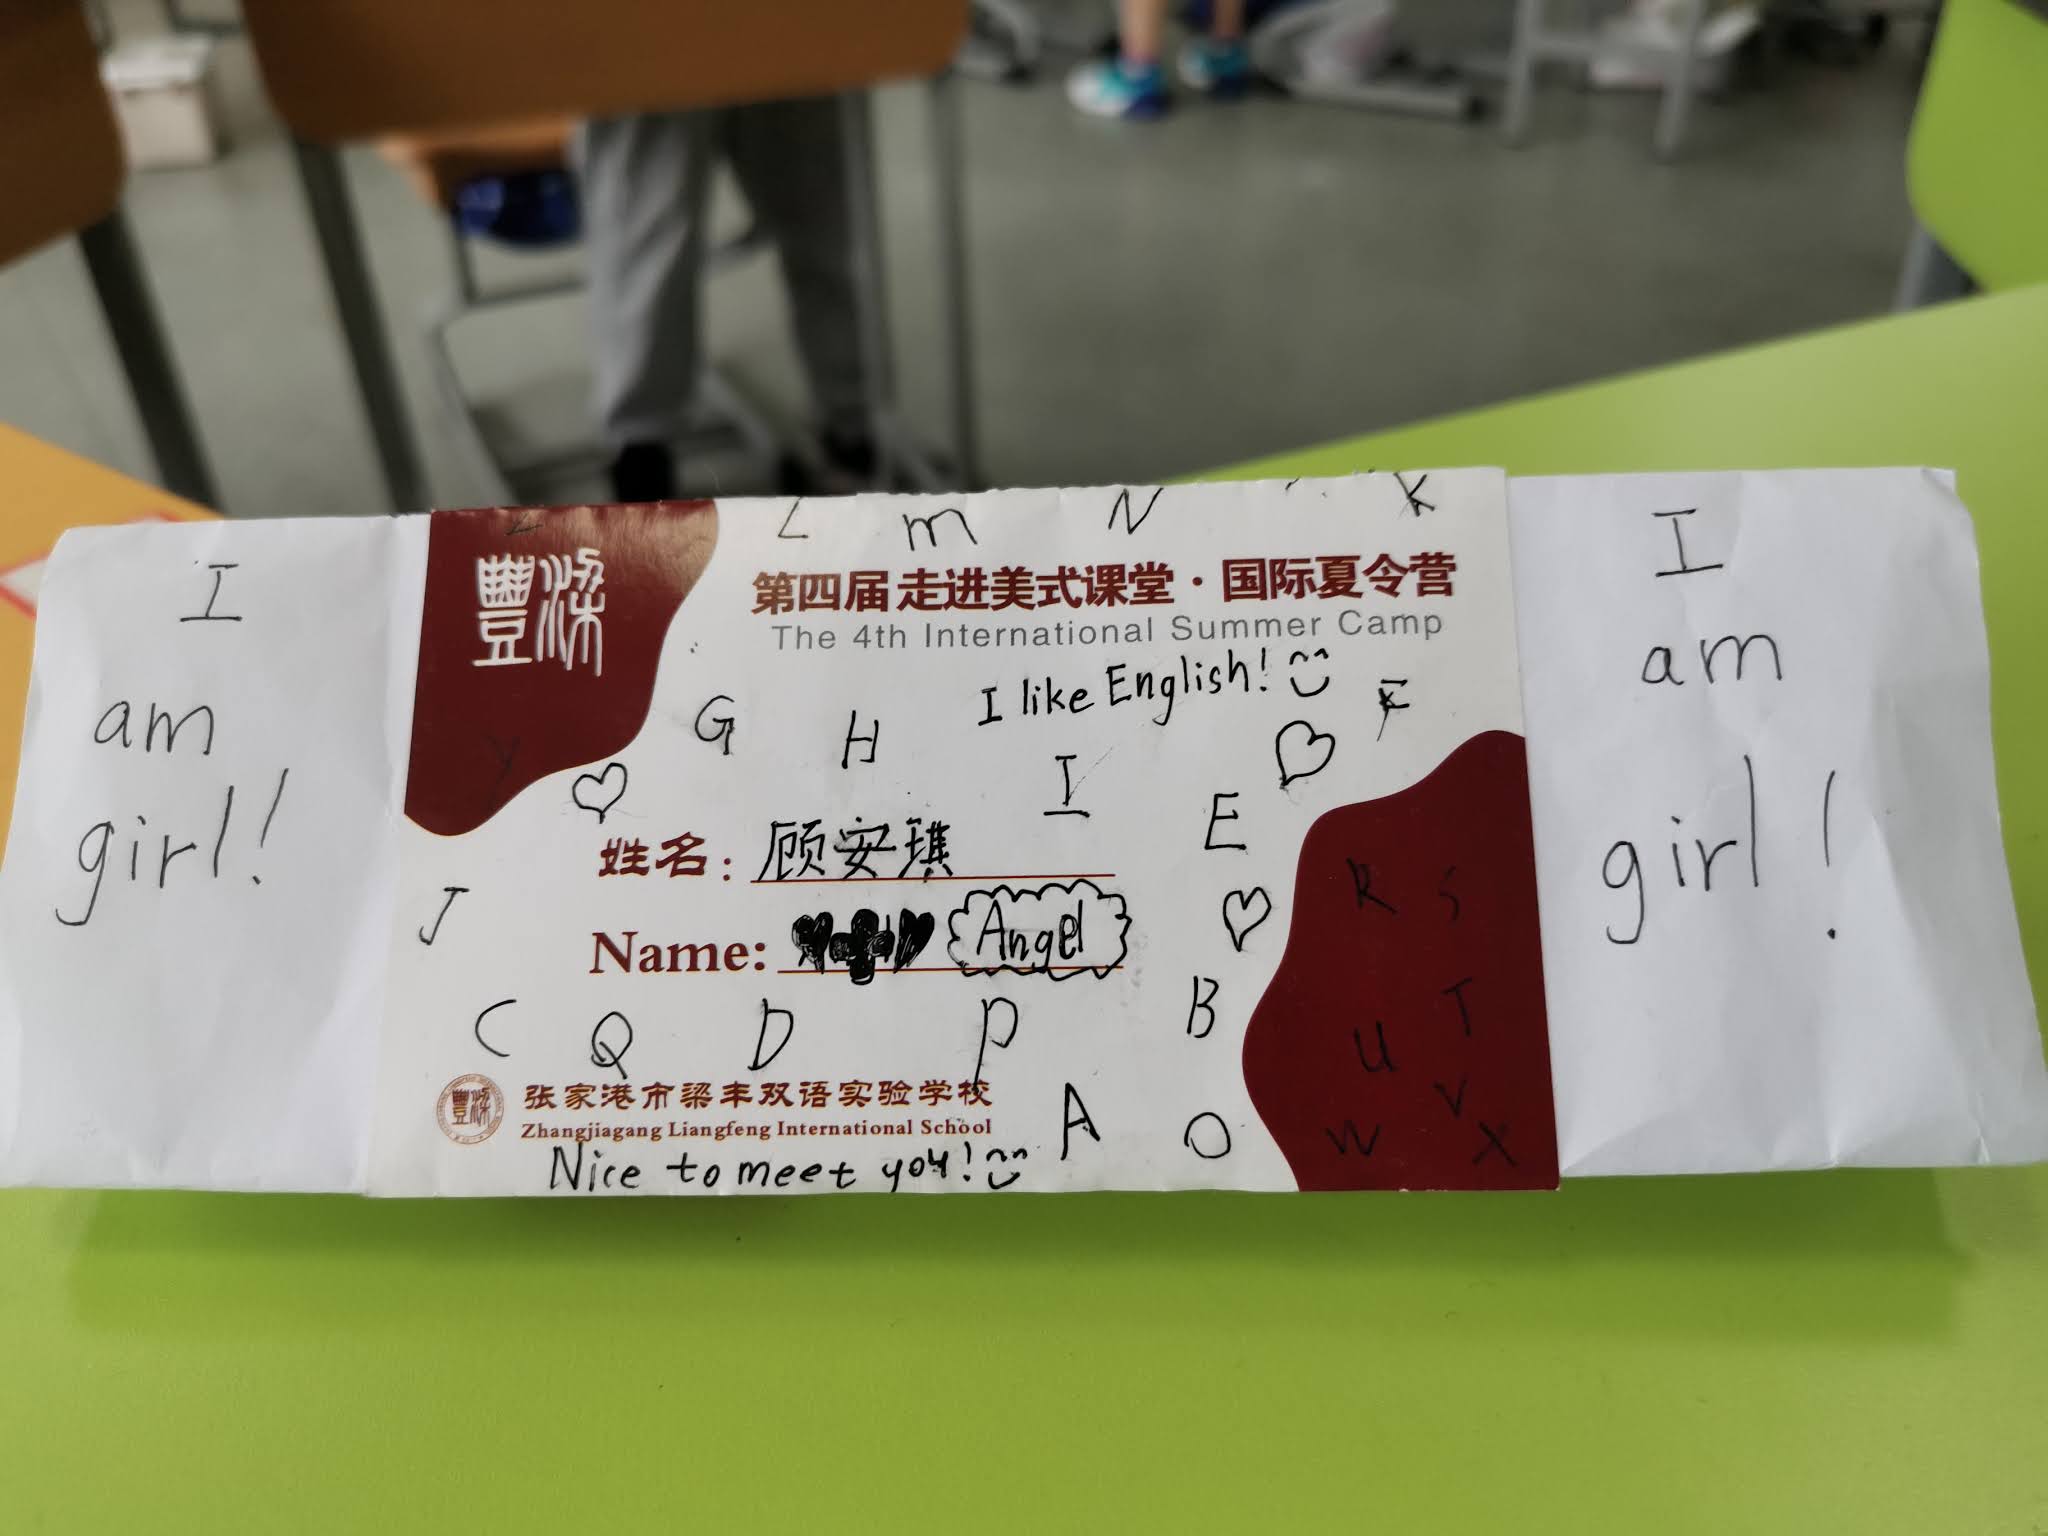 Z L m N K
豐梁
第四届 走进美式课堂·国际夏令营
The 4th International Summer Camp
I like English!
I
am
girl!
G H I F
Y
E
姓名: 顾安琪
J
Name: Angel
R S
C Q D P B
U T
张家港市梁丰双语实验学校
Zhangjiagang Liangfeng International School
A O W V X
Nice to meet you!
I
am
girl!